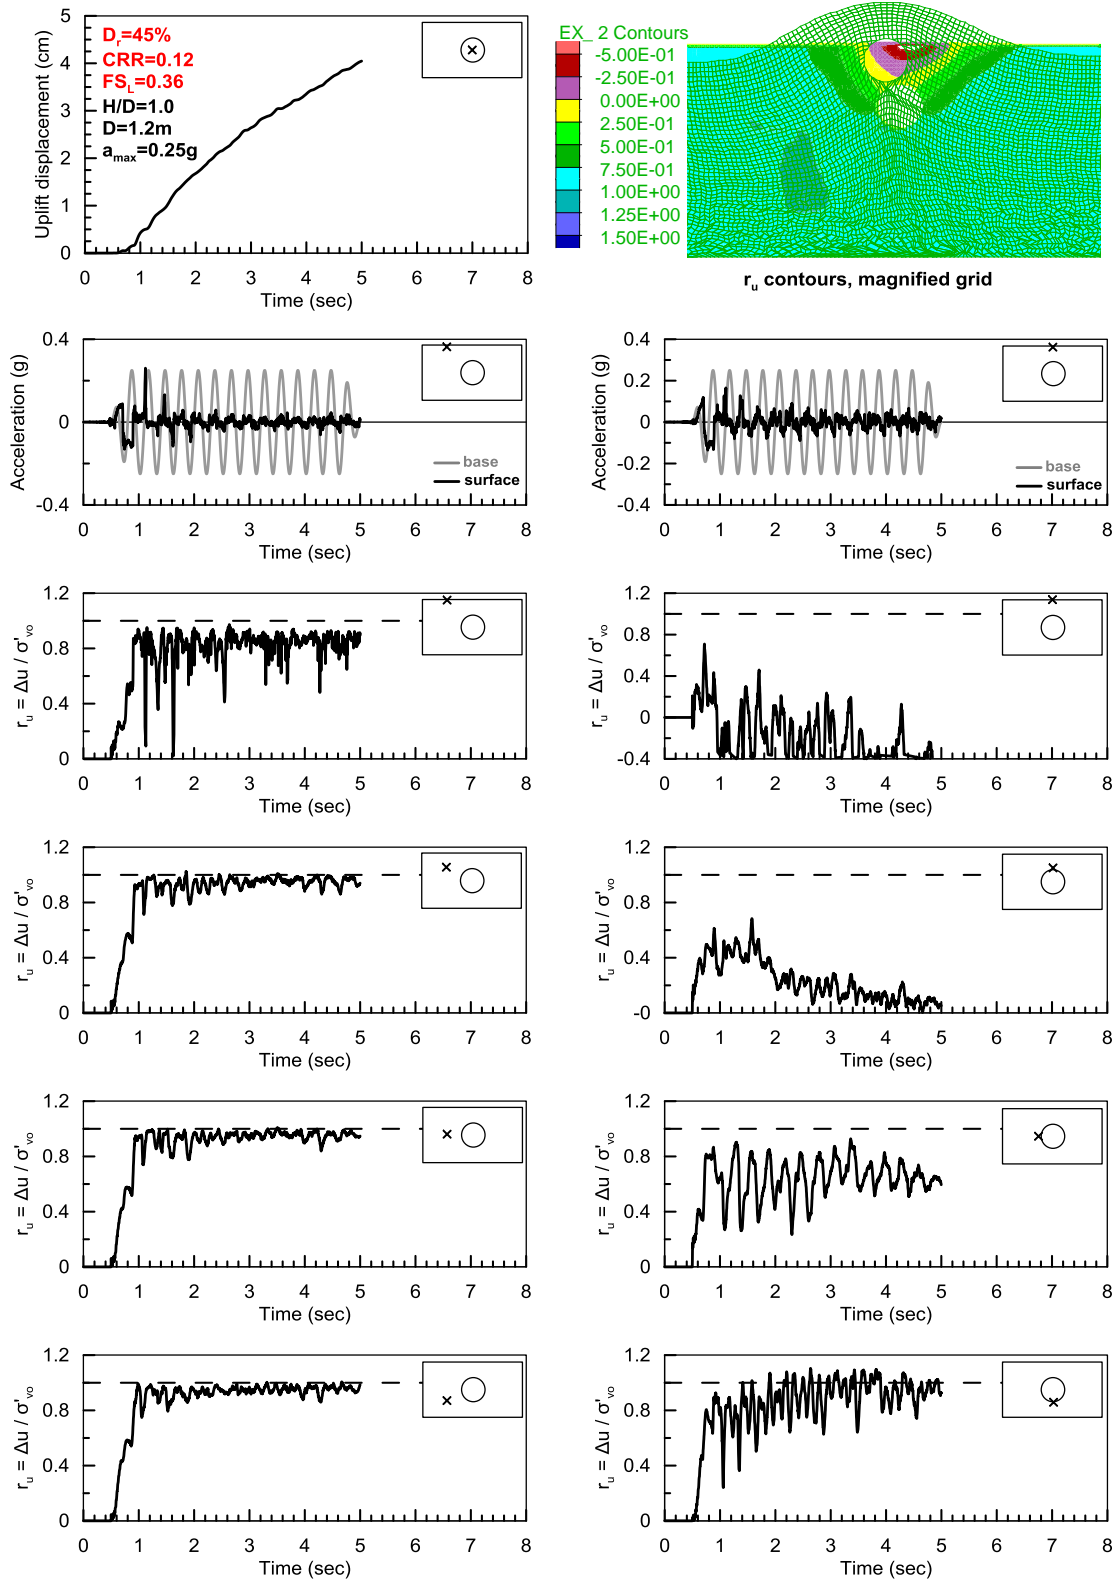 5
4
3
2
1
0
Uplift displacement (cm)
D_r=45%
CRR=0.12
FS_L=0.36
H/D=1.0
D=1.2m
a_max=0.25g
0 1 2 3 4 5 6 7 8
Time (sec)
EX_ 2 Contours
-5.00E-01
-2.50E-01
0.00E+00
2.50E-01
5.00E-01
7.50E-01
1.00E+00
1.25E+00
1.50E+00
r_u contours, magnified grid
0.4
0
-0.4
Acceleration (g)
base
surface
0 1 2 3 4 5 6 7 8
Time (sec)
0.4
0.2
0
-0.2
-0.4
Acceleration (g)
base
surface
0 1 2 3 4 5 6 7 8
Time (sec)
1.2
0.8
0.4
0
r_u = Δu / σ'_vo
0 1 2 3 4 5 6 7 8
Time (sec)
1.2
0.8
0.4
0
-0.4
r_u = Δu / σ'_vo
0 1 2 3 4 5 6 7 8
Time (sec)
1.2
0.8
0.4
0
r_u = Δu / σ'_vo
0 1 2 3 4 5 6 7 8
Time (sec)
1.2
0.8
0.4
-0
r_u = Δu / σ'_vo
0 1 2 3 4 5 6 7 8
Time (sec)
1.2
0.8
0.4
0
r_u = Δu / σ'_vo
0 1 2 3 4 5 6 7 8
Time (sec)
1.2
0.8
0.4
0
r_u = Δu / σ'_vo
0 1 2 3 4 5 6 7 8
Time (sec)
1.2
0.8
0.4
0
r_u = Δu / σ'_vo
0 1 2 3 4 5 6 7 8
Time (sec)
1.2
0.8
0.4
0
r_u = Δu / σ'_vo
0 1 2 3 4 5 6 7 8
Time (sec)